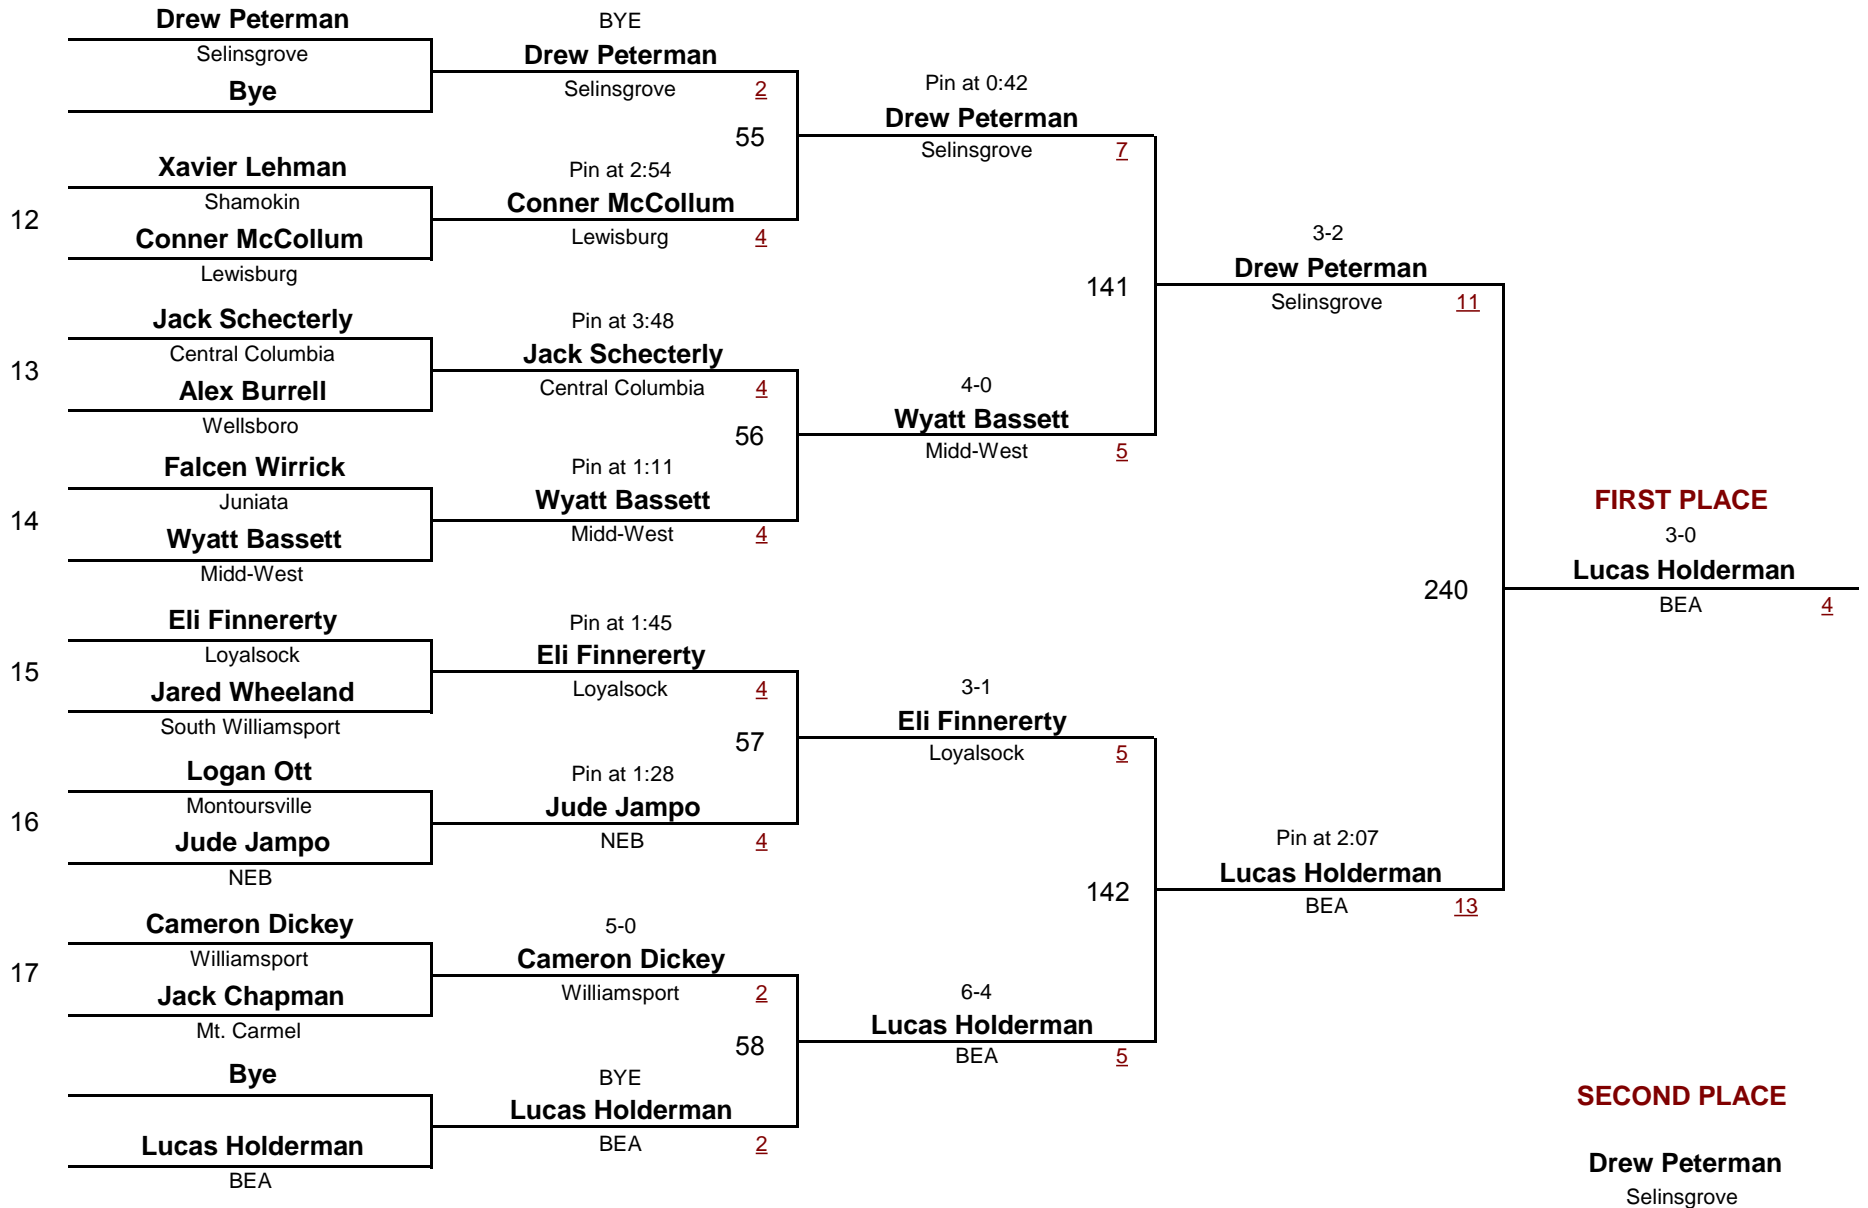 Drew Peterman
Selinsgrove
Bye
12
Xavier Lehman
Shamokin
Conner McCollum
Lewisburg
13
Jack Schecterly
Central Columbia
Alex Burrell
Wellsboro
14
Falcen Wirrick
Juniata
Wyatt Bassett
Midd-West
15
Eli Finnererty
Loyalsock
Jared Wheeland
South Williamsport
16
Logan Ott
Montoursville
Jude Jampo
NEB
17
Cameron Dickey
Williamsport
Jack Chapman
Mt. Carmel
Bye
Lucas Holderman
BEA
BYE
Drew Peterman
Selinsgrove 2
55
Pin at 2:54
Conner McCollum
Lewisburg 4
Pin at 3:48
Jack Schecterly
Central Columbia 4
56
Pin at 1:11
Wyatt Bassett
Midd-West 4
Pin at 1:45
Eli Finnererty
Loyalsock 4
57
Pin at 1:28
Jude Jampo
NEB 4
5-0
Cameron Dickey
Williamsport 2
58
BYE
Lucas Holderman
BEA 2
Pin at 0:42
Drew Peterman
Selinsgrove 7
141
4-0
Wyatt Bassett
Midd-West 5
3-1
Eli Finnererty
Loyalsock 5
142
6-4
Lucas Holderman
BEA 5
3-2
Drew Peterman
Selinsgrove 11
240
Pin at 2:07
Lucas Holderman
BEA 13
FIRST PLACE
3-0
Lucas Holderman
BEA 4
SECOND PLACE
Drew Peterman
Selinsgrove